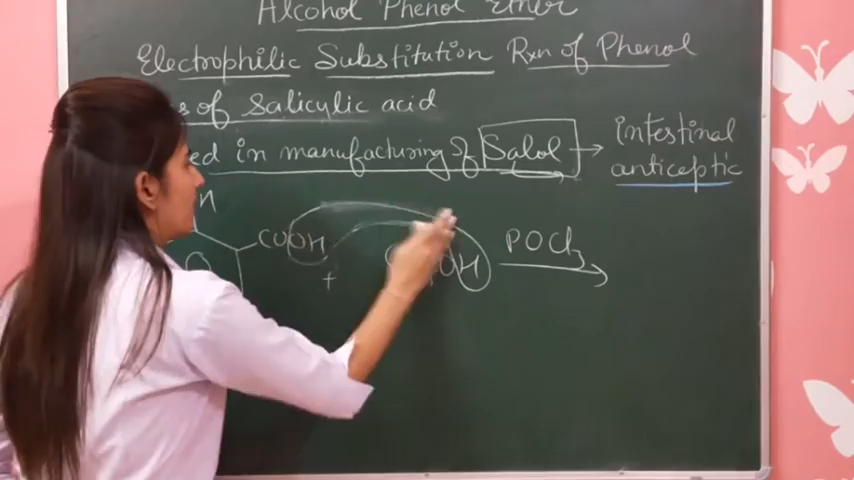 Alcohol Phenol Ether
Electrophilic Substitution Rxn of Phenol
s of Salicylic acid
ed in manufacturing of Salol → intestinal
anticeptic
COOH + OH POCl3